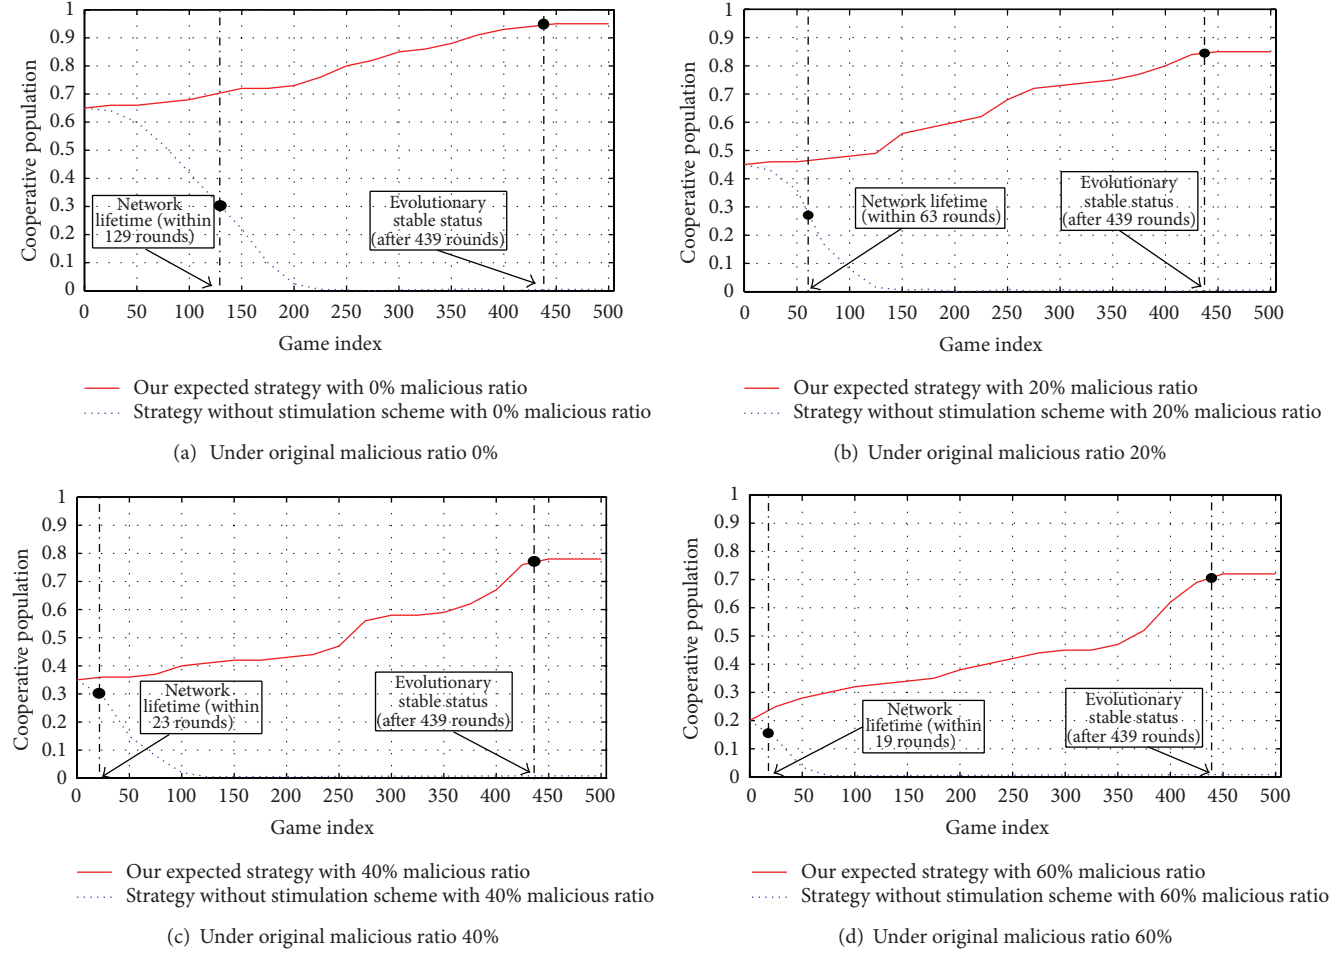 1
0.9
0.8
0.7
0.6
0.5
0.4
0.3
0.2
0.1
0
Cooperative population
Network
lifetime (within
129 rounds)
Evolutionary
stable status
(after 439 rounds)
0 50 100 150 200 250 300 350 400 450 500
Game index
Our expected strategy with 0% malicious ratio
Strategy without stimulation scheme with 0% malicious ratio
(a) Under original malicious ratio 0%
1
0.9
0.8
0.7
0.6
0.5
0.4
0.3
0.2
0.1
0
Cooperative population
Network lifetime
(within 63 rounds)
Evolutionary
stable status
(after 439 rounds)
0 50 100 150 200 250 300 350 400 450 500
Game index
Our expected strategy with 20% malicious ratio
Strategy without stimulation scheme with 20% malicious ratio
(b) Under original malicious ratio 20%
1
0.9
0.8
0.7
0.6
0.5
0.4
0.3
0.2
0.1
0
Cooperative population
Network
lifetime (within
23 rounds)
Evolutionary
stable status
(after 439 rounds)
0 50 100 150 200 250 300 350 400 450 500
Game index
Our expected strategy with 40% malicious ratio
Strategy without stimulation scheme with 40% malicious ratio
(c) Under original malicious ratio 40%
1
0.9
0.8
0.7
0.6
0.5
0.4
0.3
0.2
0.1
0
Cooperative population
Network
lifetime (within
19 rounds)
Evolutionary
stable status
(after 439 rounds)
0 50 100 150 200 250 300 350 400 450 500
Game index
Our expected strategy with 60% malicious ratio
Strategy without stimulation scheme with 60% malicious ratio
(d) Under original malicious ratio 60%